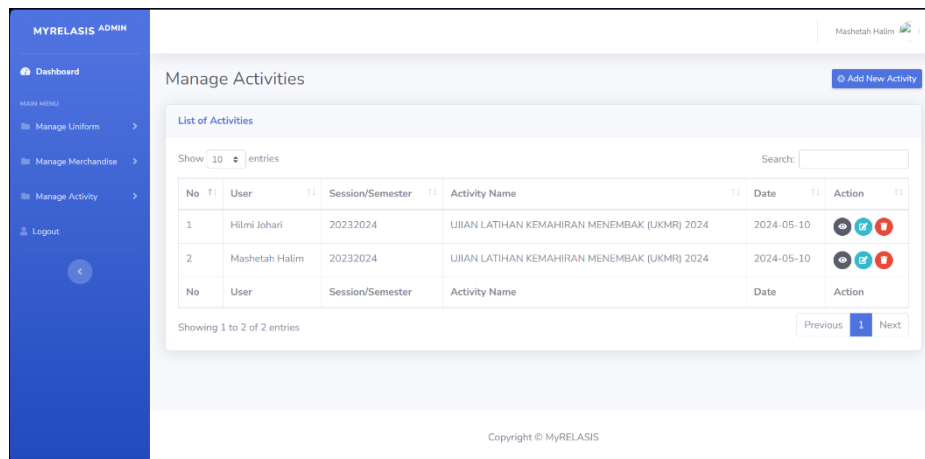 MYRELASIS ADMIN
Mashetah Halim
Dashboard
Manage Activities
Add New Activity
MAIN MENU
Manage Uniform
List of Activities
Manage Merchandise
Show 10 entries
Search:
No User Session/Semester Activity Name Date Action
Manage Activity
1 Hilmi Johari 20232024 UJIAN LATIHAN KEMAHIRAN MENEMBAK (UKMR) 2024 2024-05-10
Logout
2 Mashetah Halim 20232024 UJIAN LATIHAN KEMAHIRAN MENEMBAK (UKMR) 2024 2024-05-10
No User Session/Semester Activity Name Date Action
Showing 1 to 2 of 2 entries
Previous 1 Next
Copyright © MyRELASIS